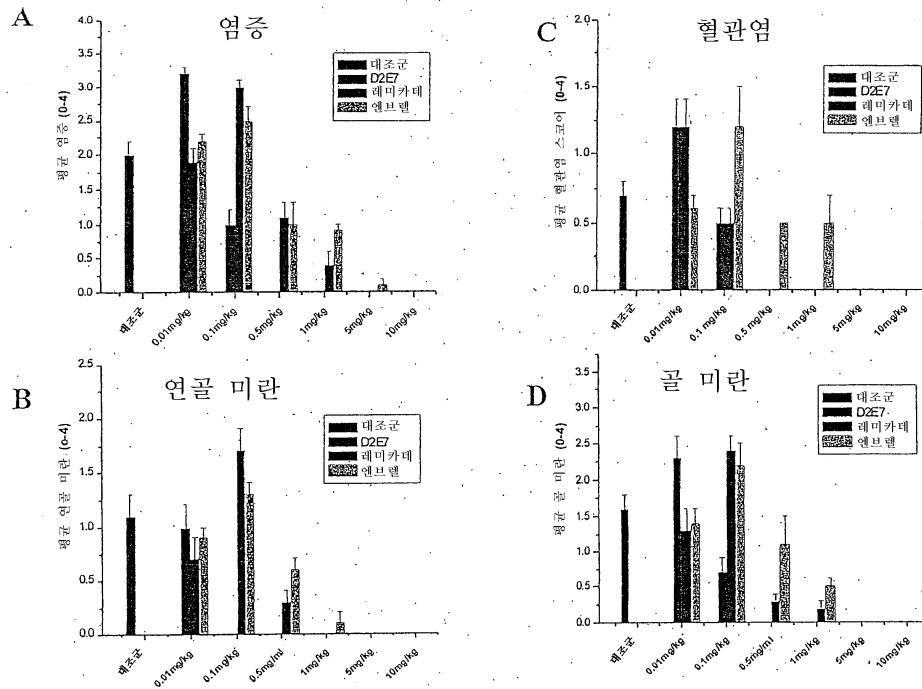 A
염증
평균 염증 (0-4)
4.0
3.5
3.0
2.5
2.0
1.5
1.0
0.5
0.0
대조군
D2E7
레미카데
엔브렐
대조군
0.01mg/kg
0.1mg/kg
0.5mg/kg
1mg/kg
5mg/kg
10mg/kg
C
혈관염
평균 혈관염 스코어 (0-4)
2.0
1.5
1.0
0.5
0.0
대조군
D2E7
레미카데
엔브렐
대조군
0.01mg/kg
0.1 mg/kg
0.5 mg/kg
1mg/kg
5mg/kg
10mg/kg
B
연골 미란
평균 연골 미란 (o-4)
2.5
2.0
1.5
1.0
0.5
0.0
대조군
D2E7
레미카데
엔브렐
대조군
0.01mg/kg
0.1mg/kg
0.5mg/ml
1mg/kg
5mg/kg
10mg/kg
D
골 미란
평균 골 미란 (0-4)
3.5
3.0
2.5
2.0
1.5
1.0
0.5
0.0
대조군
D2E7
레미카데
엔브렐
대조군
0.01mg/kg
0.1mg/kg
0.5mg/ml
1mg/kg
5mg/kg
10mg/kg